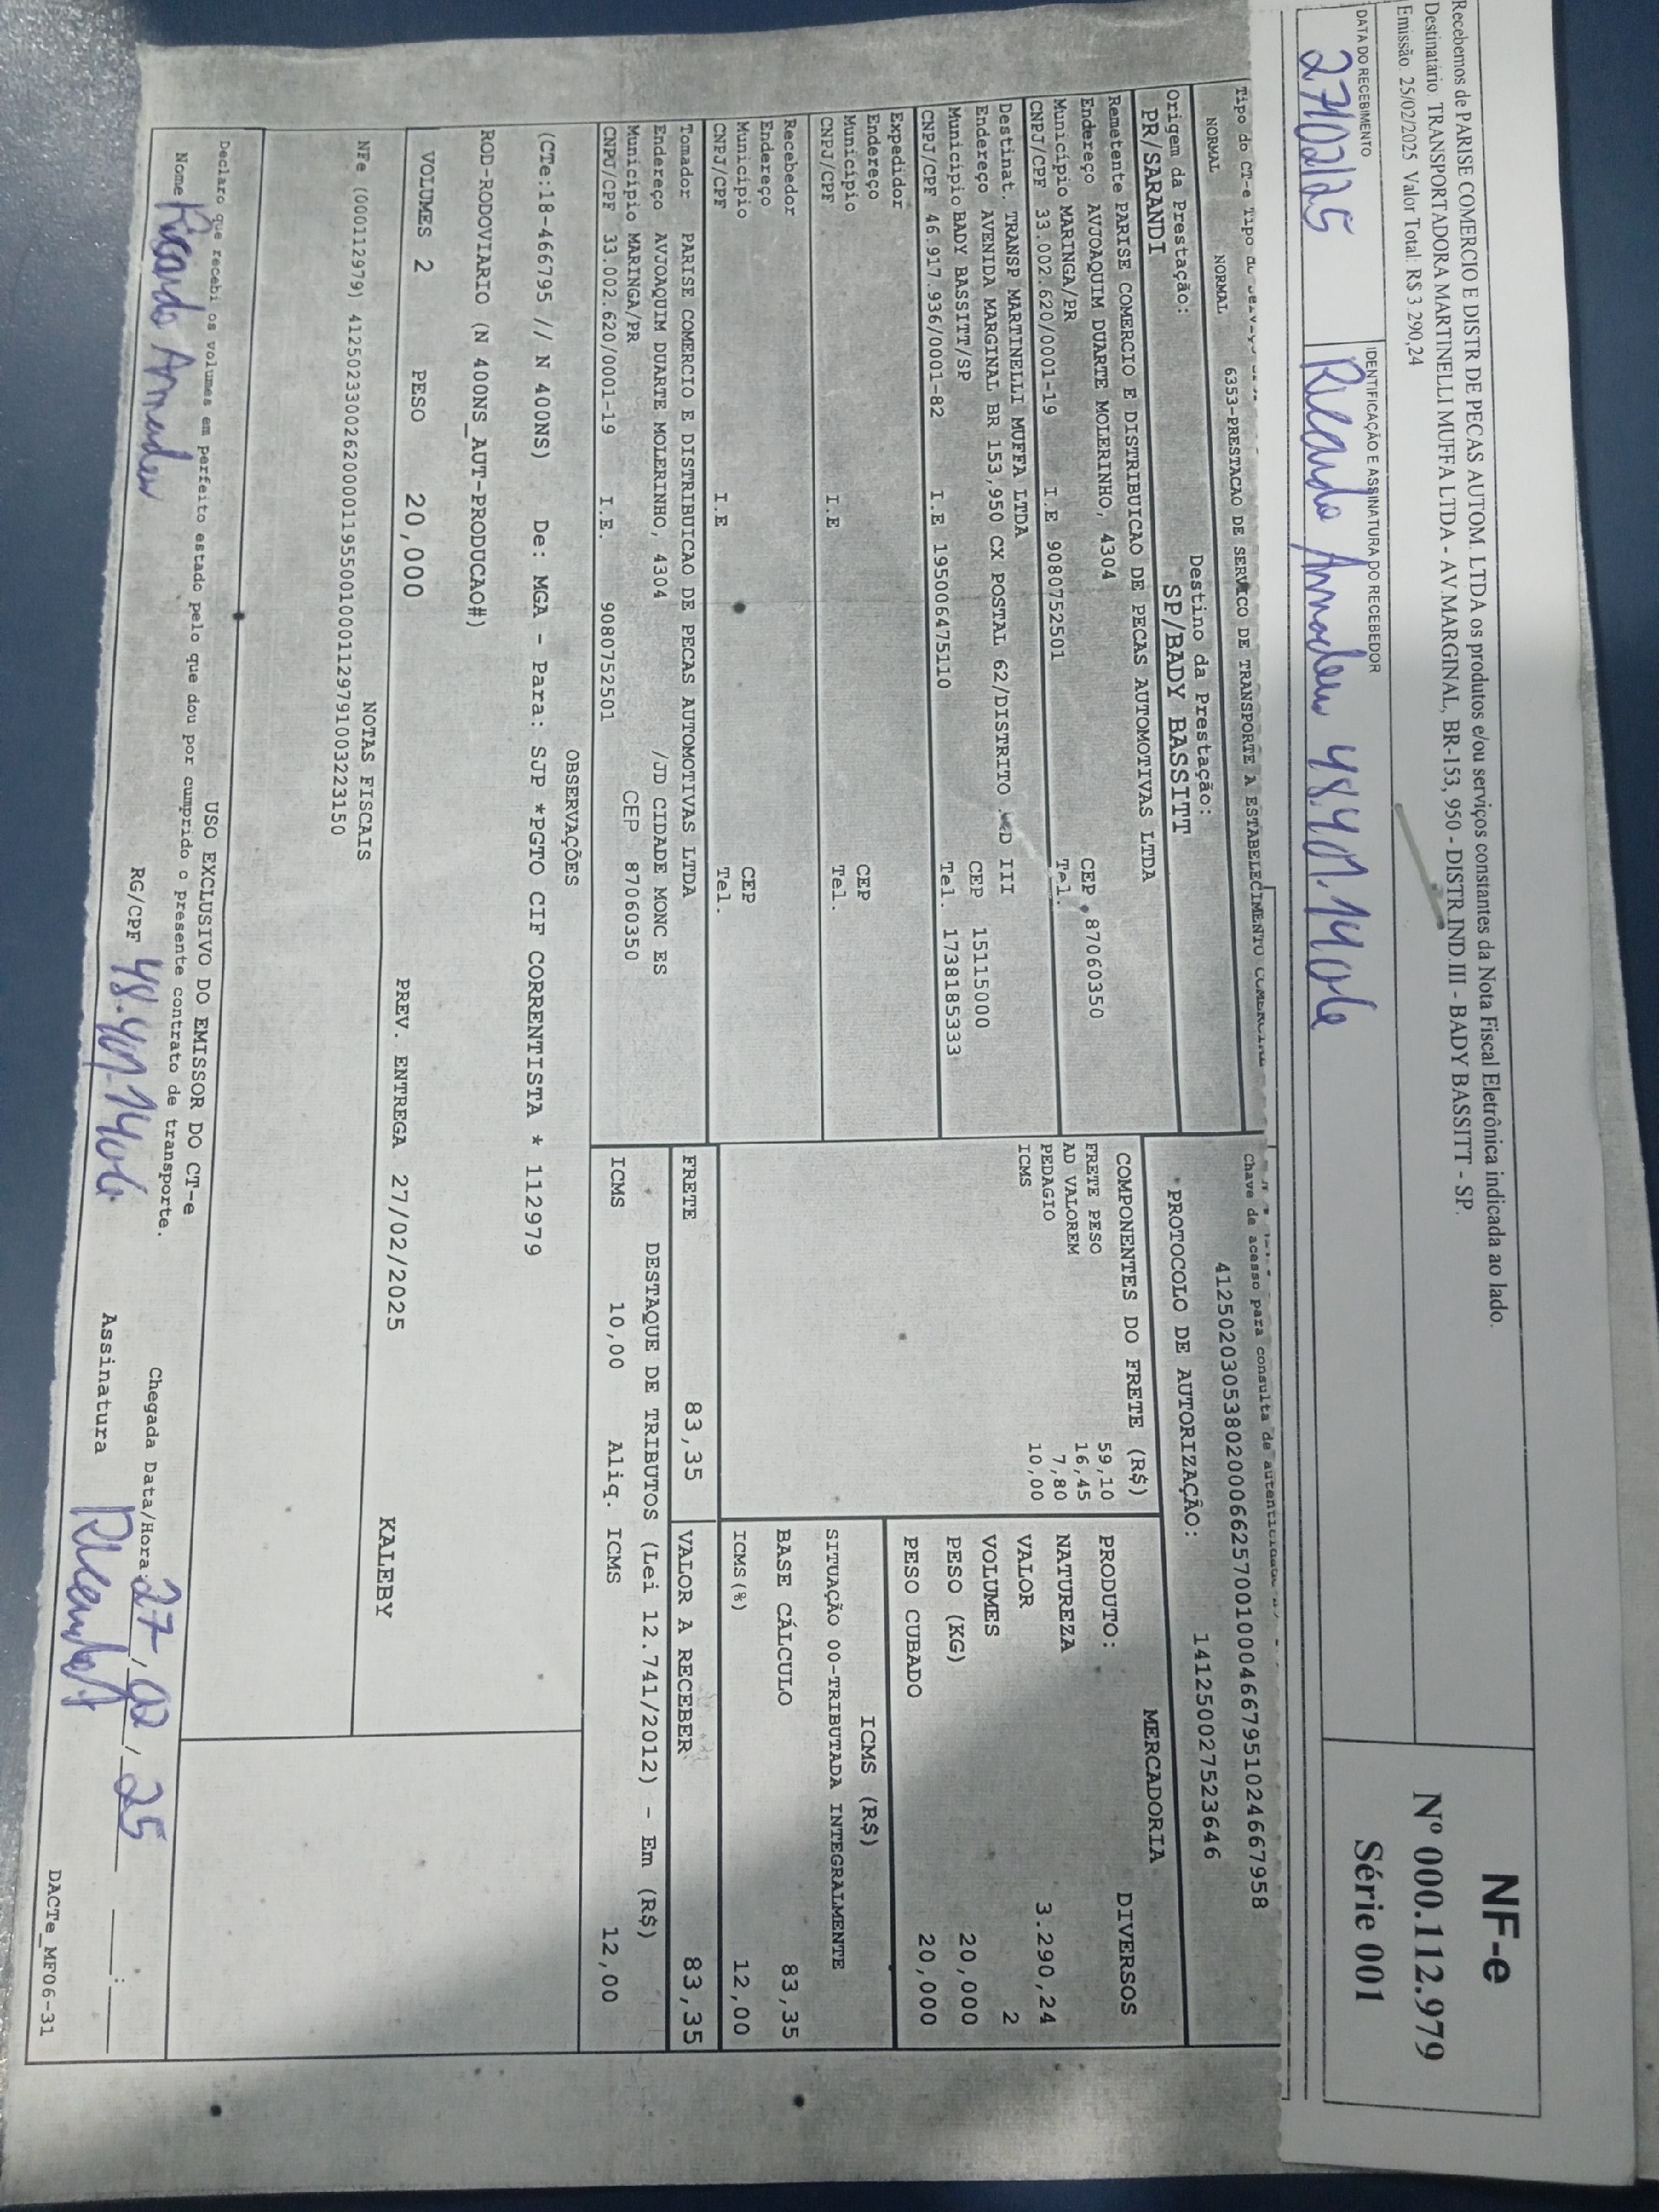 Recebemos de PARISE COMERCIO E DISTR DE PECAS AUTOM. LTDA os produtos e/ou serviços constantes da Nota Fiscal Eletrônica indicada ao lado.
Destinatário. TRANSPORTADORA MARTINELLI MUFFA LTDA - AV.MARGINAL, BR-153, 950 - DISTR.IND.III - BADY BASSITT - SP.
Emissão. 25/02/2025 Valor Total: R$ 3 290,24
NF-e
Nº 000.112.979
Série 001
DATA DO RECEBIMENTO
27/02/25
IDENTIFICAÇÃO E ASSINATURA DO RECEBEDOR
Ricardo
Tipo do CT-e Tipo do
NORMAL NORMAL 6353-PRESTACAO DE SERVICO DE TRANSPORTE A ESTABELECIMENTO
Chave de acesso para consulta de
41250203053802000662570010004667951024667958
Origem da Prestação:
PR/SARANDI
Destino da Prestação:
SP/BADY BASSITT
PROTOCOLO DE AUTORIZAÇÃO: 141250027523646
Remetente PARISE COMERCIO E DISTRIBUICAO DE PECAS AUTOMOTIVAS LTDA
Endereço AVJOAQUIM DUARTE MOLERINHO, 4304
Município MARINGA/PR CEP 87060350
CNPJ/CPF 33.002.620/0001-19 I.E 9080752501 Tel.
Destinat. TRANSP MARTINELLI MUFFA LTDA
Endereço AVENIDA MARGINAL BR 153,950 CX POSTAL 62/DISTRITO III
Município BADY BASSITT/SP CEP 15115000
CNPJ/CPF 46.917.936/0001-82 I.E 195006475110 Tel. 1738185333
Expedidor
Endereço
Município CEP
CNPJ/CPF I.E Tel.
Recebedor
Endereço
Município CEP
CNPJ/CPF I.E Tel.
Tomador PARISE COMERCIO E DISTRIBUICAO DE PECAS AUTOMOTIVAS LTDA
Endereço AVJOAQUIM DUARTE MOLERINHO, 4304 /JD CIDADE MONC ES
Município MARINGA/PR CEP 87060350
CNPJ/CPF 33.002.620/0001-19 I.E. 9080752501
COMPONENTES DO FRETE (R$)
FRETE PESO 59,10
AD VALOREM 16,45
PEDAGIO 7,80
ICMS 10,00
MERCADORIA
PRODUTO: DIVERSOS
NATUREZA
VALOR 3.290,24
VOLUMES 2
PESO (KG) 20,000
PESO CUBADO 20,000
ICMS (R$)
SITUAÇÃO 00-TRIBUTADA INTEGRALMENTE
BASE CÁLCULO 83,35
ICMS(%) 12,00
FRETE 83,35
VALOR A RECEBER 83,35
DESTAQUE DE TRIBUTOS (Lei 12.741/2012) - Em (R$)
ICMS 10,00 Aliq. ICMS 12,00
OBSERVAÇÕES
(CTe:18-466795 // N 400NS) De: MGA - Para: SJP *PGTO CIF CORRENTISTA * 112979
ROD-RODOVIARIO (N 400NS_AUT-PRODUCAO#)
VOLUMES 2 PESO 20,000 PREV. ENTREGA 27/02/2025 KALEBY
NOTAS FISCAIS
NFe (000112979) 41250233002620000119550010001129791003223150
USO EXCLUSIVO DO EMISSOR DO CT-e
Declaro que recebi os volumes em perfeito estado pelo que dou por cumprido o presente contrato de transporte.
Nome Ricardo
RG/CPF
Chegada Data/Hora: 27/02/25
Assinatura
DACTe_MF06-31